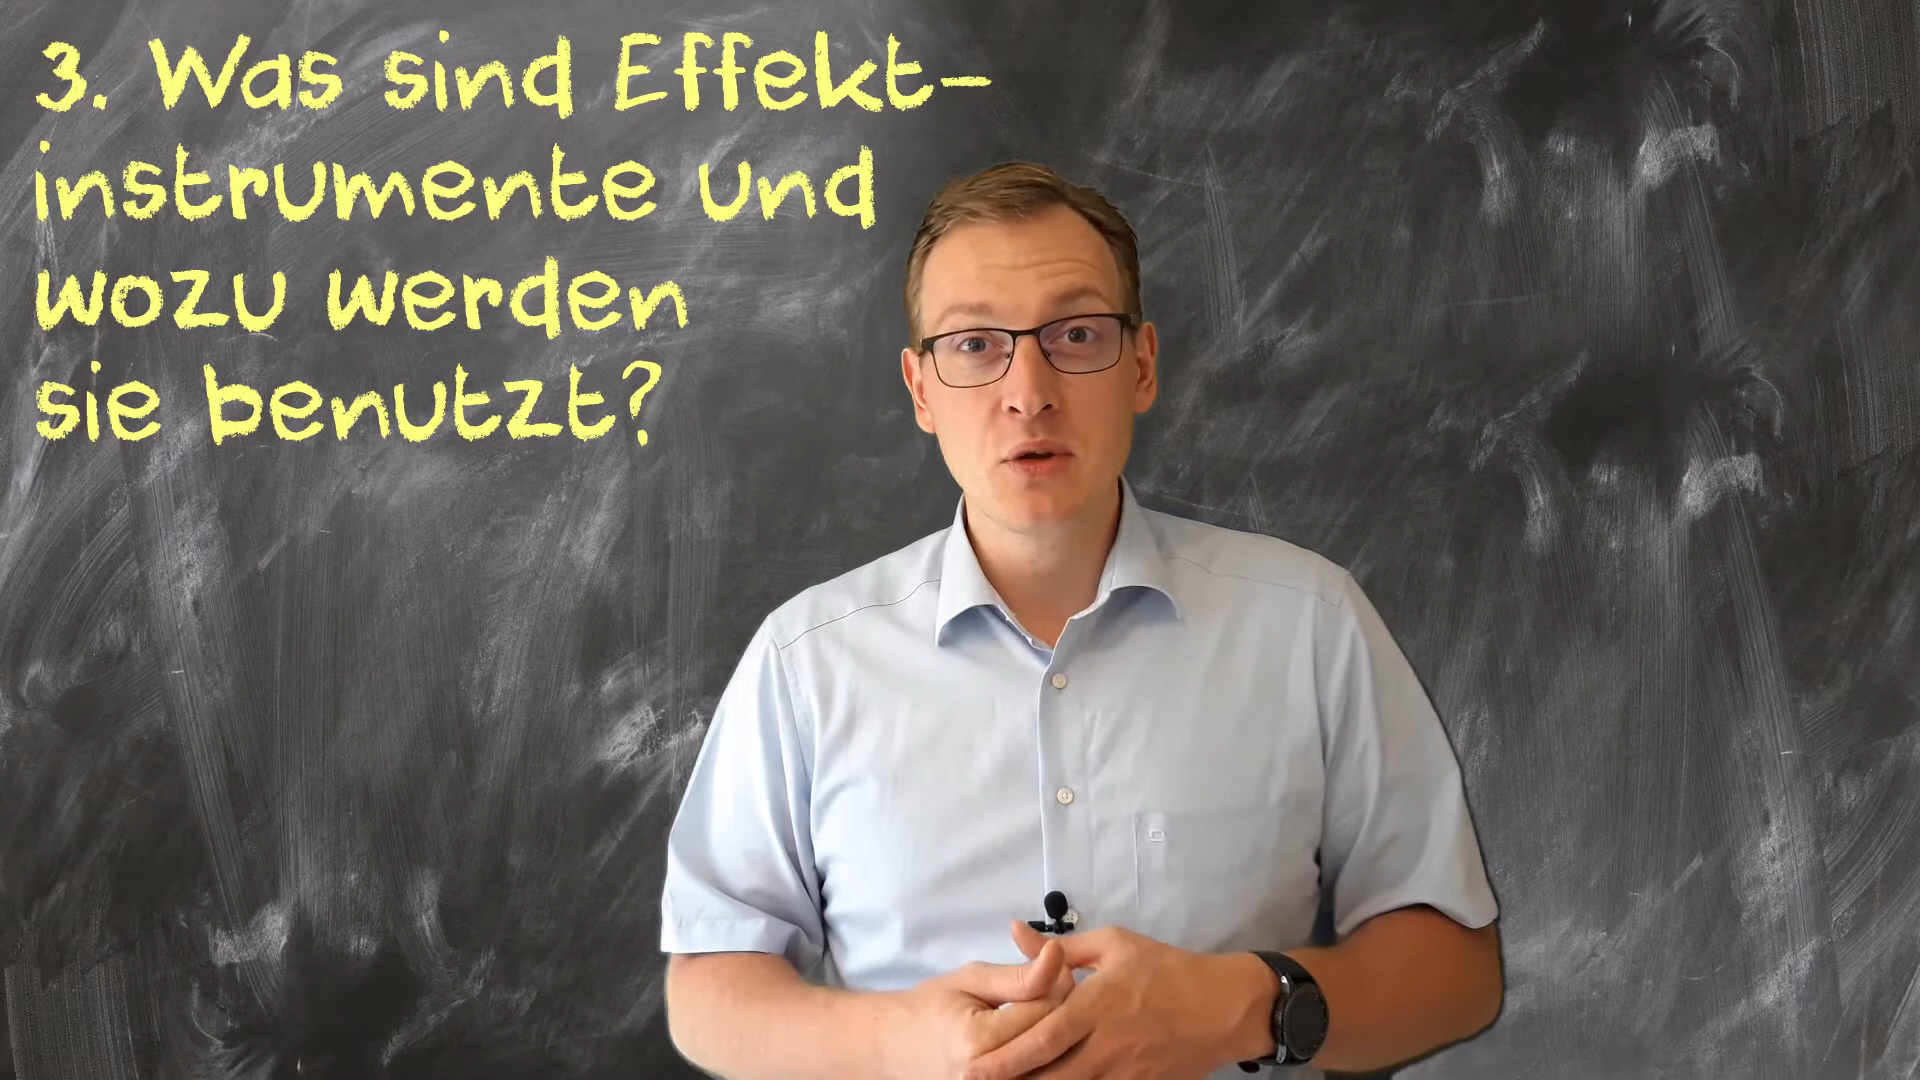 3. Was sind Effekt-
instrumente und
wozu werden
sie benutzt?